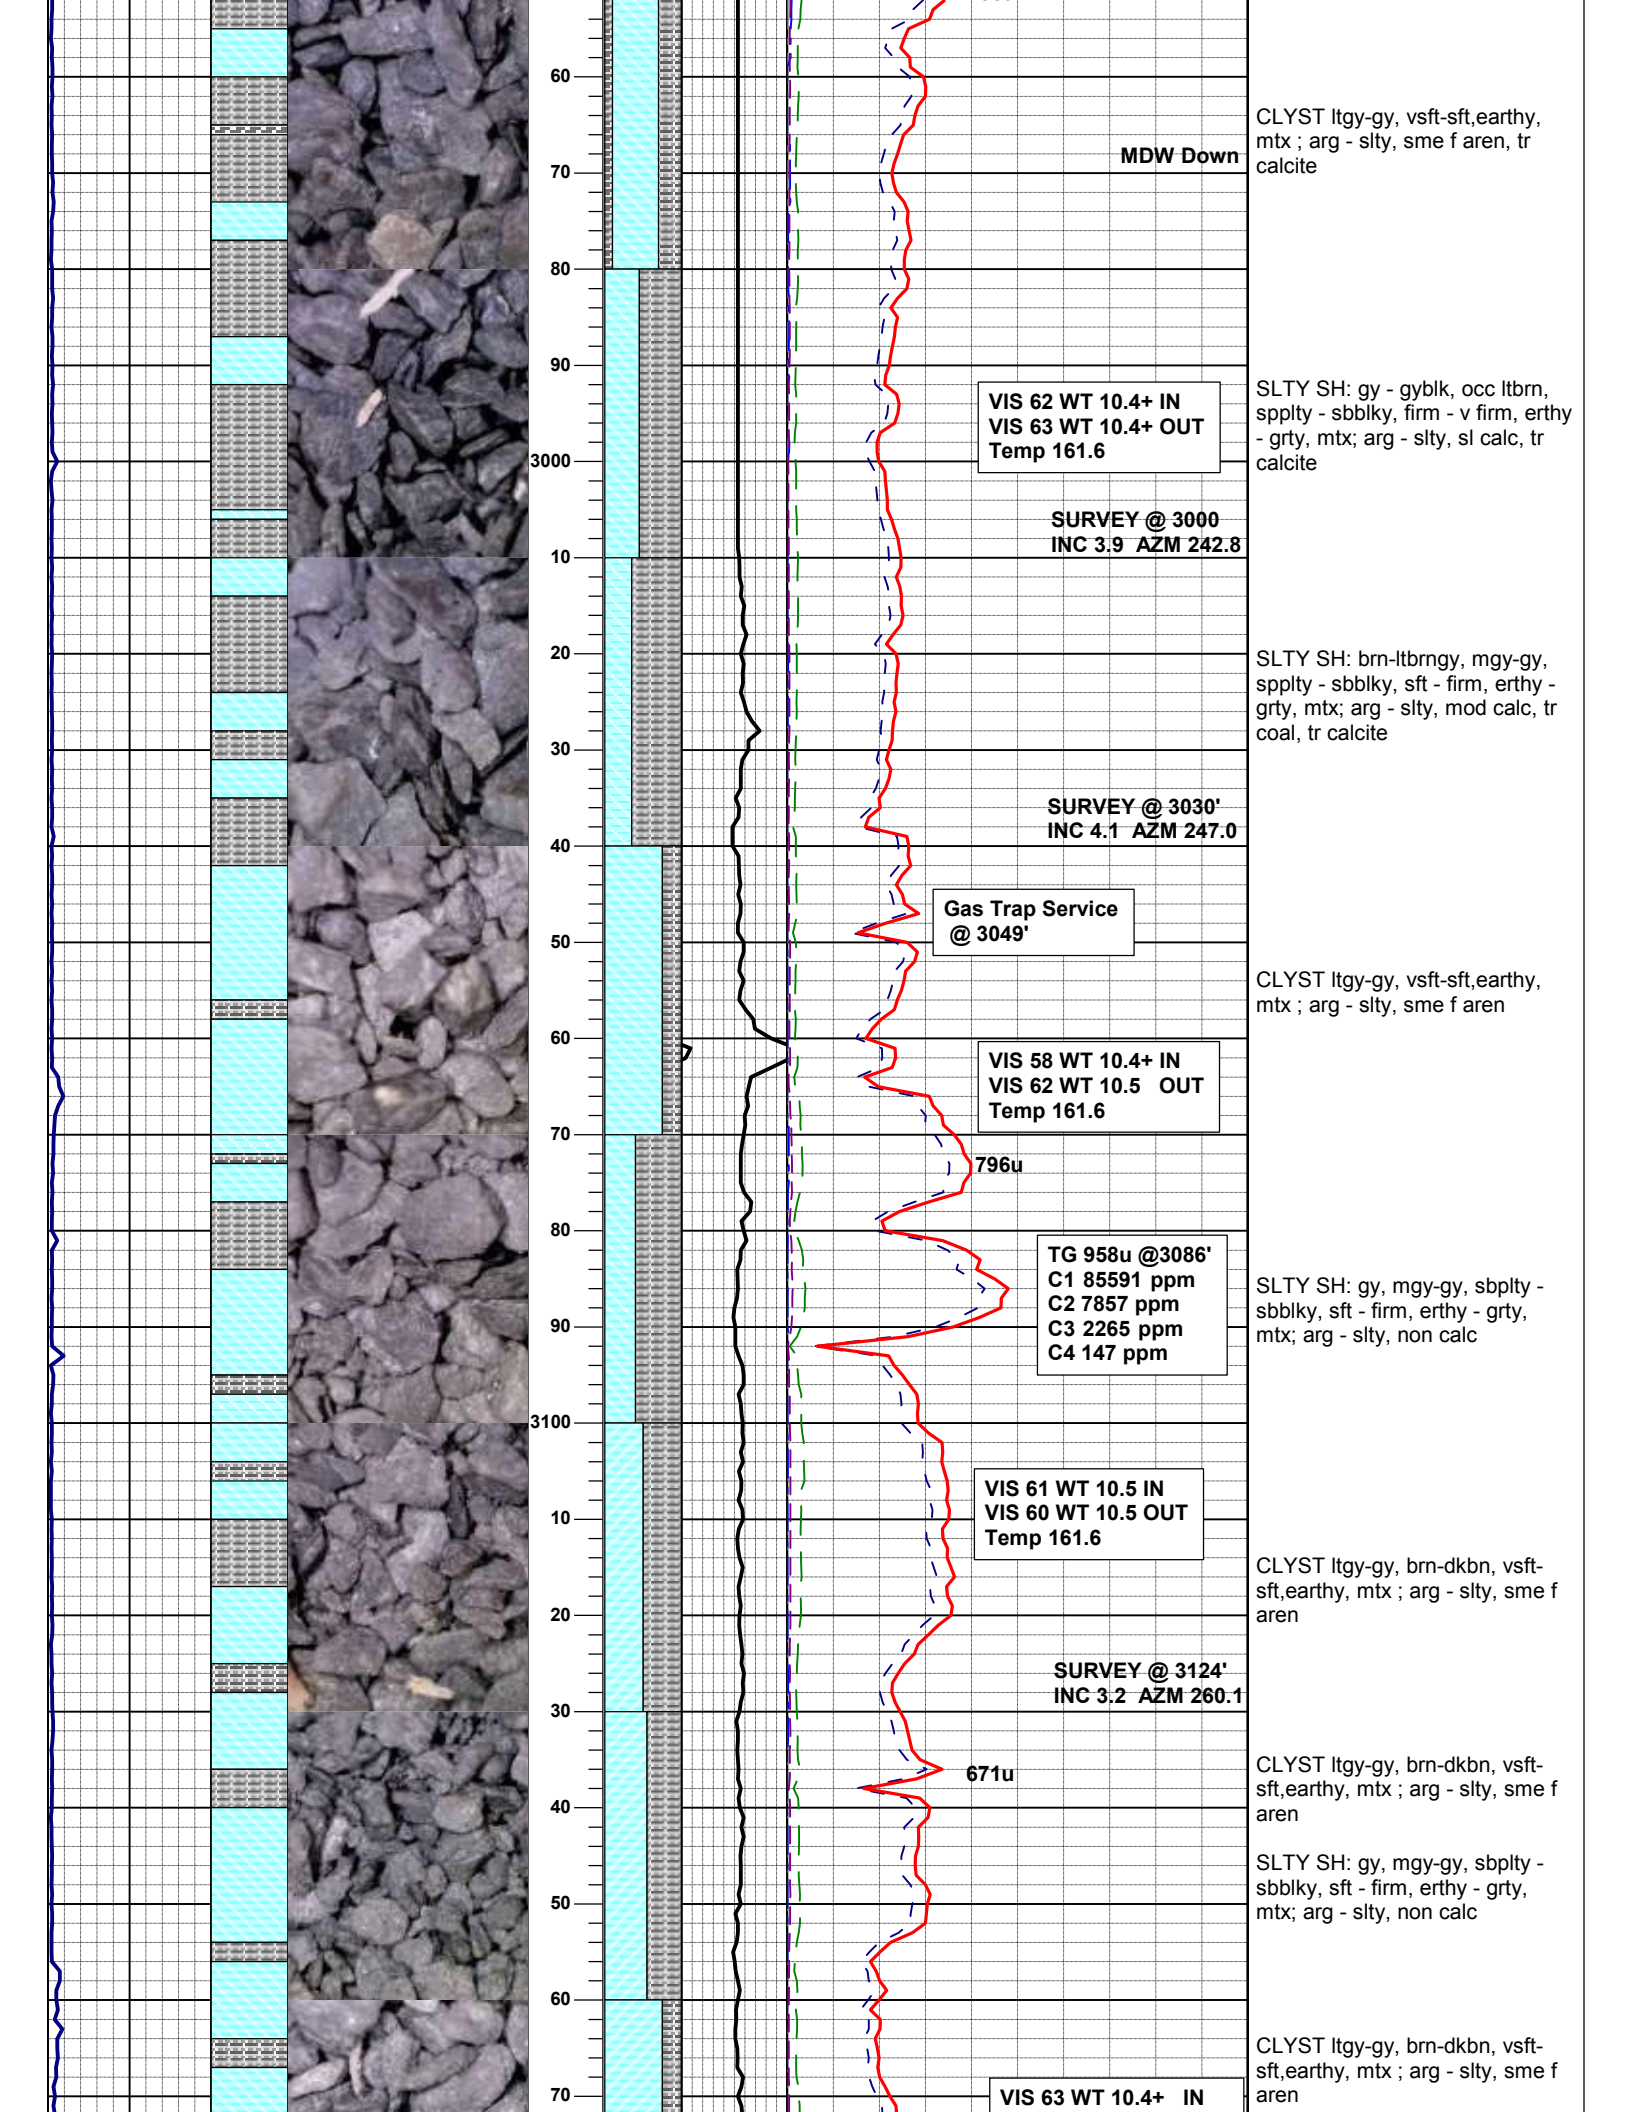 60
CLYST ltgy-gy, vsft-sft,earthy,
mtx ; arg - slty, sme f aren, tr
calcite
MDW Down
70
80
90
SLTY SH: gy - gyblk, occ ltbrn,
spplty - sbblky, firm - v firm, erthy
- grty, mtx; arg - slty, sl calc, tr
calcite
VIS 62 WT 10.4+ IN
VIS 63 WT 10.4+ OUT
Temp 161.6
3000
SURVEY @ 3000
INC 3.9 AZM 242.8
10
20
SLTY SH: brn-ltbrngy, mgy-gy,
spplty - sbblky, sft - firm, erthy -
grty, mtx; arg - slty, mod calc, tr
coal, tr calcite
30
SURVEY @ 3030'
INC 4.1 AZM 247.0
40
Gas Trap Service
@ 3049'
50
CLYST ltgy-gy, vsft-sft,earthy,
mtx ; arg - slty, sme f aren
60
VIS 58 WT 10.4+ IN
VIS 62 WT 10.5 OUT
Temp 161.6
70
796u
80
TG 958u @3086'
C1 85591 ppm
C2 7857 ppm
C3 2265 ppm
C4 147 ppm
SLTY SH: gy, mgy-gy, sbplty -
sbblky, sft - firm, erthy - grty,
mtx; arg - slty, non calc
90
3100
VIS 61 WT 10.5 IN
VIS 60 WT 10.5 OUT
Temp 161.6
10
CLYST ltgy-gy, brn-dkbn, vsft-
sft,earthy, mtx ; arg - slty, sme f
aren
20
SURVEY @ 3124'
INC 3.2 AZM 260.1
30
CLYST ltgy-gy, brn-dkbn, vsft-
sft,earthy, mtx ; arg - slty, sme f
aren
671u
40
SLTY SH: gy, mgy-gy, sbplty -
sbblky, sft - firm, erthy - grty,
mtx; arg - slty, non calc
50
60
CLYST ltgy-gy, brn-dkbn, vsft-
sft,earthy, mtx ; arg - slty, sme f
aren
70
VIS 63 WT 10.4+ IN